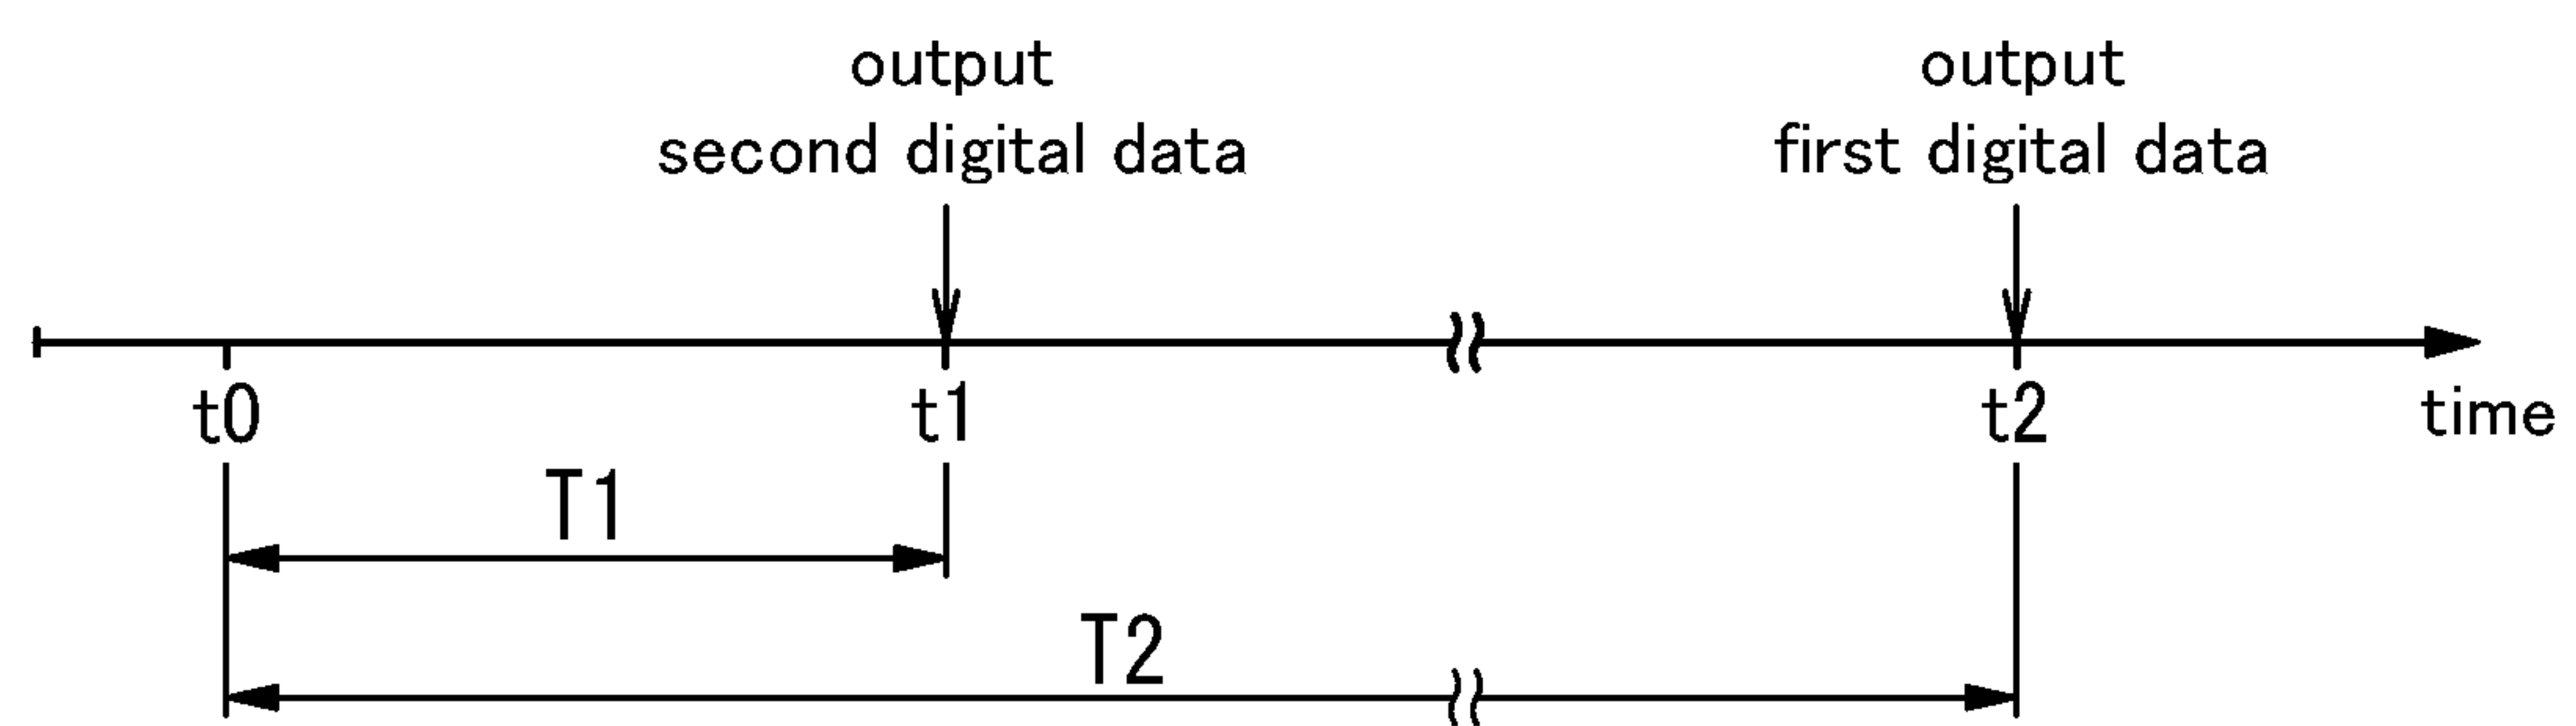 output
second digital data
output
first digital data
t0
t1
t2
time
T1
T2